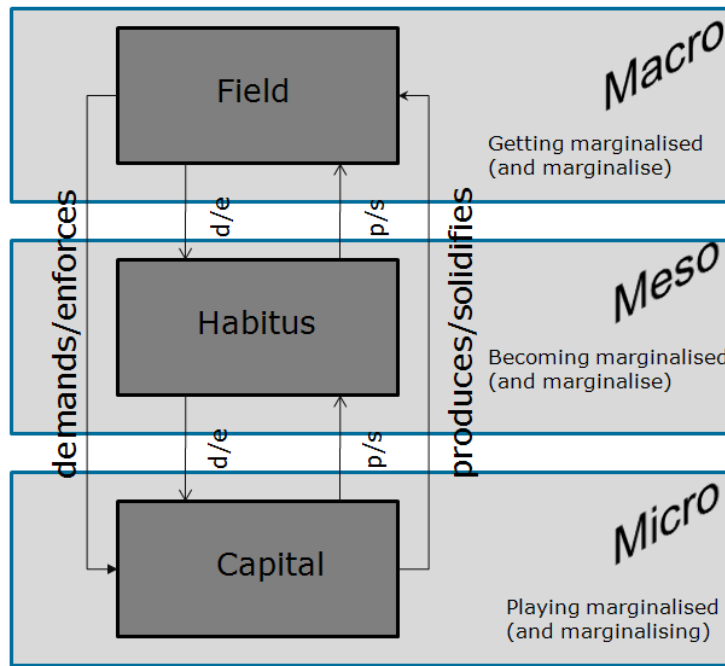 Macro
Field
Getting marginalised
(and marginalise)
demands/enforces
d/e
p/s
produces/solidifies
Meso
Habitus
Becoming marginalised
(and marginalise)
d/e
p/s
Micro
Capital
Playing marginalised
(and marginalising)